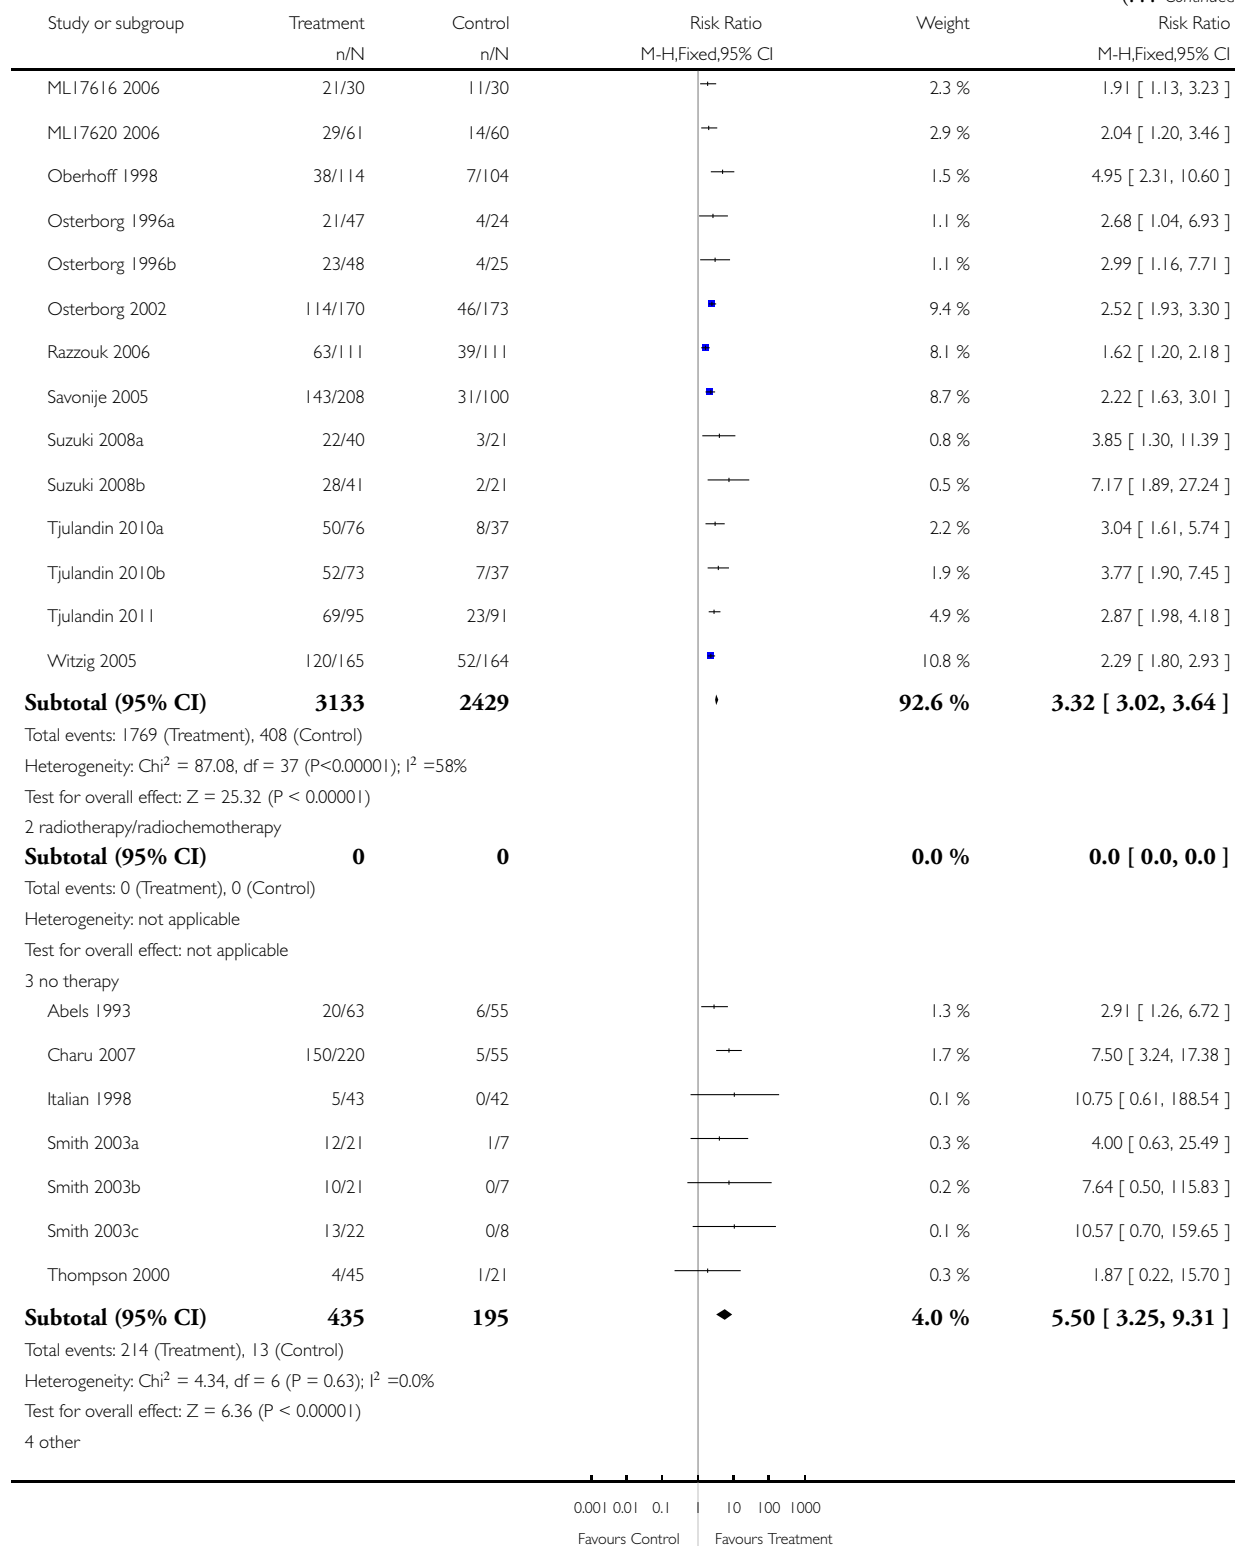 Continued
Study or subgroup Treatment Control Risk Ratio Weight Risk Ratio
n/N n/N M-H,Fixed,95% CI M-H,Fixed,95% CI
ML17616 2006 21/30 11/30 2.3 % 1.91 [ 1.13, 3.23 ]
ML17620 2006 29/61 14/60 2.9 % 2.04 [ 1.20, 3.46 ]
Oberhoff 1998 38/114 7/104 1.5 % 4.95 [ 2.31, 10.60 ]
Osterborg 1996a 21/47 4/24 1.1 % 2.68 [ 1.04, 6.93 ]
Osterborg 1996b 23/48 4/25 1.1 % 2.99 [ 1.16, 7.71 ]
Osterborg 2002 114/170 46/173 9.4 % 2.52 [ 1.93, 3.30 ]
Razzouk 2006 63/111 39/111 8.1 % 1.62 [ 1.20, 2.18 ]
Savonije 2005 143/208 31/100 8.7 % 2.22 [ 1.63, 3.01 ]
Suzuki 2008a 22/40 3/21 0.8 % 3.85 [ 1.30, 11.39 ]
Suzuki 2008b 28/41 2/21 0.5 % 7.17 [ 1.89, 27.24 ]
Tjulandin 2010a 50/76 8/37 2.2 % 3.04 [ 1.61, 5.74 ]
Tjulandin 2010b 52/73 7/37 1.9 % 3.77 [ 1.90, 7.45 ]
Tjulandin 2011 69/95 23/91 4.9 % 2.87 [ 1.98, 4.18 ]
Witzig 2005 120/165 52/164 10.8 % 2.29 [ 1.80, 2.93 ]
Subtotal (95% CI) 3133 2429 92.6 % 3.32 [ 3.02, 3.64 ]
Total events: 1769 (Treatment), 408 (Control)
Heterogeneity: Chi² = 87.08, df = 37 (P<0.00001); I² =58%
Test for overall effect: Z = 25.32 (P < 0.00001)
2 radiotherapy/radiochemotherapy
Subtotal (95% CI) 0 0 0.0 % 0.0 [ 0.0, 0.0 ]
Total events: 0 (Treatment), 0 (Control)
Heterogeneity: not applicable
Test for overall effect: not applicable
3 no therapy
Abels 1993 20/63 6/55 1.3 % 2.91 [ 1.26, 6.72 ]
Charu 2007 150/220 5/55 1.7 % 7.50 [ 3.24, 17.38 ]
Italian 1998 5/43 0/42 0.1 % 10.75 [ 0.61, 188.54 ]
Smith 2003a 12/21 1/7 0.3 % 4.00 [ 0.63, 25.49 ]
Smith 2003b 10/21 0/7 0.2 % 7.64 [ 0.50, 115.83 ]
Smith 2003c 13/22 0/8 0.1 % 10.57 [ 0.70, 159.65 ]
Thompson 2000 4/45 1/21 0.3 % 1.87 [ 0.22, 15.70 ]
Subtotal (95% CI) 435 195 4.0 % 5.50 [ 3.25, 9.31 ]
Total events: 214 (Treatment), 13 (Control)
Heterogeneity: Chi² = 4.34, df = 6 (P = 0.63); I² =0.0%
Test for overall effect: Z = 6.36 (P < 0.00001)
4 other
0.001 0.01 0.1 1 10 100 1000
Favours Control Favours Treatment